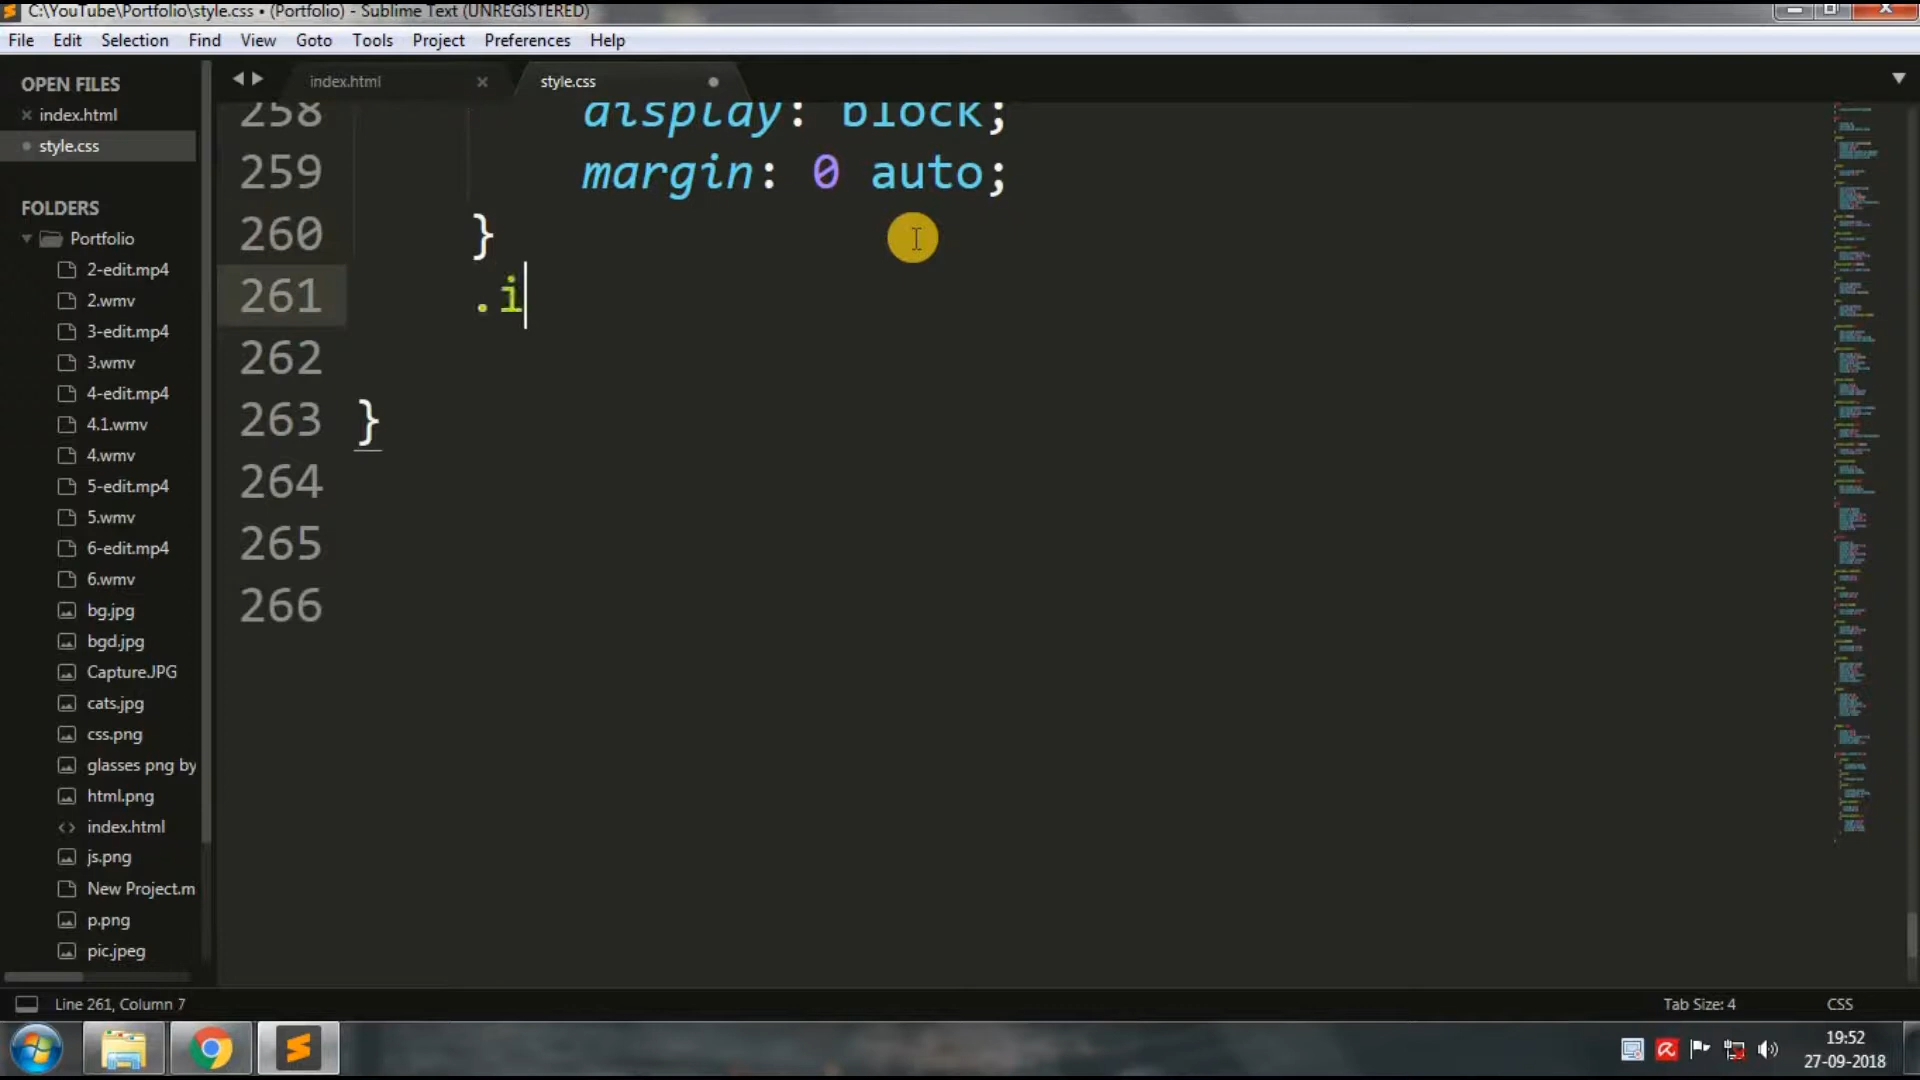 C:\YouTube\Portfolio\style.css • (Portfolio) - Sublime Text (UNREGISTERED)
File Edit Selection Find View Goto Tools Project Preferences Help
OPEN FILES
index.html
style.css
FOLDERS
Portfolio
2-edit.mp4
2.wmv
3-edit.mp4
3.wmv
4-edit.mp4
4.1.wmv
4.wmv
5-edit.mp4
5.wmv
6-edit.mp4
6.wmv
bg.jpg
bgd.jpg
Capture.JPG
cats.jpg
css.png
glasses png by
html.png
index.html
js.png
New Project.m
p.png
pic.jpeg
index.html style.css
258 display: block;
259 margin: 0 auto;
260 }
261 .i
262
263 }
264
265
266
Line 261, Column 7 Tab Size: 4 CSS
19:52
27-09-2018